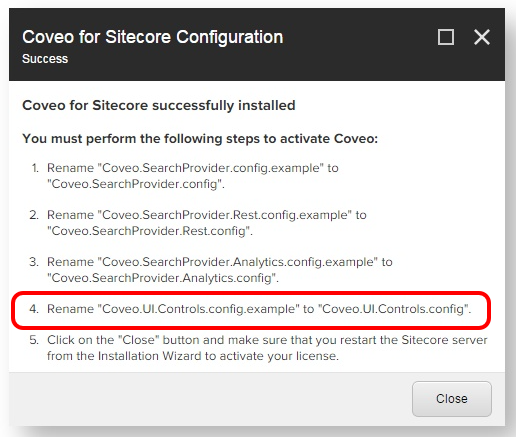 Coveo for Sitecore Configuration
Success
Coveo for Sitecore successfully installed
You must perform the following steps to activate Coveo:
1. Rename "Coveo.SearchProvider.config.example" to
"Coveo.SearchProvider.config".
2. Rename "Coveo.SearchProvider.Rest.config.example" to
"Coveo.SearchProvider.Rest.config".
3. Rename "Coveo.SearchProvider.Analytics.config.example" to
"Coveo.SearchProvider.Analytics.config".
4. Rename "Coveo.UI.Controls.config.example" to "Coveo.UI.Controls.config".
5. Click on the "Close" button and make sure that you restart the Sitecore server
from the Installation Wizard to activate your license.
Close